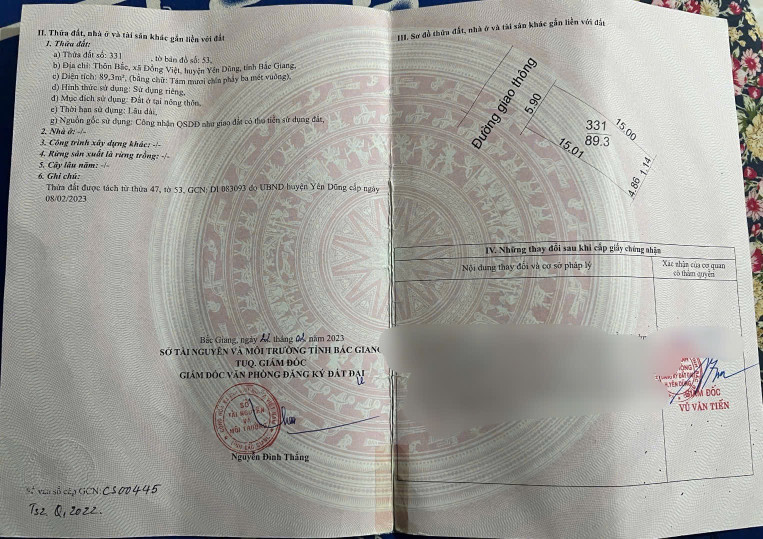 II. Thửa đất, nhà ở và tài sản khác gắn liền với đất
1. Thửa đất:
a) Thửa đất số: 331 , tờ bản đồ số: 53,
b) Địa chỉ: Thôn Bắc, xã Đồng Việt, huyện Yên Dũng, tỉnh Bắc Giang,
c) Diện tích: 89,3m², (bằng chữ: Tám mươi chín phẩy ba mét vuông),
d) Hình thức sử dụng: Sử dụng riêng,
đ) Mục đích sử dụng: Đất ở tại nông thôn,
e) Thời hạn sử dụng: Lâu dài,
g) Nguồn gốc sử dụng: Công nhận QSDĐ như giao đất có thu tiền sử dụng đất,
2. Nhà ở: -/-
3. Công trình xây dựng khác: -/-
4. Rừng sản xuất là rừng trồng: -/-
5. Cây lâu năm: -/-
6. Ghi chú:
Thửa đất được tách từ thửa 47, tờ 53, GCN: DI 083093 do UBND huyện Yên Dũng cấp ngày
08/02/2023
Bắc Giang, ngày tháng năm 2023
SỞ TÀI NGUYÊN VÀ MÔI TRƯỜNG TỈNH BẮC GIANG
TUQ. GIÁM ĐỐC
GIÁM ĐỐC VĂN PHÒNG ĐĂNG KÝ ĐẤT ĐAI
SỞ
TÀI NGUYÊN
VÀ
MÔI TRƯỜNG
Nguyễn Đình Thắng
Số vào sổ cấp GCN: CS00445
Ts2 Q1, 2022.
III. Sơ đồ thửa đất, nhà ở và tài sản khác gắn liền với đất
Đường giao thông
5.90
331
89.3
15.00
15.01
4.86
1.14
IV. Những thay đổi sau khi cấp giấy chứng nhận
Nội dung thay đổi và cơ sở pháp lý
Xác nhận của cơ quan
có thẩm quyền
GIÁM ĐỐC
VŨ VĂN TIẾN